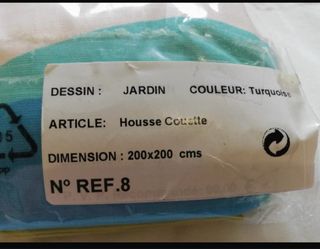 DESSIN : JARDIN COULEUR: Turquoise
ARTICLE: Housse Couette
DIMENSION : 200x200 cms
Nº REF.8